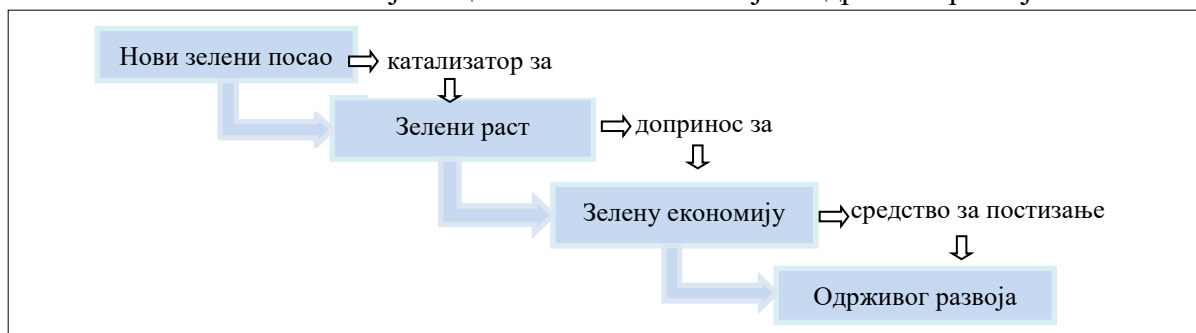 Нови зелени посао
катализатор за
Зелени раст
допринос за
Зелену економију
средство за постизање
Одрживог развоја